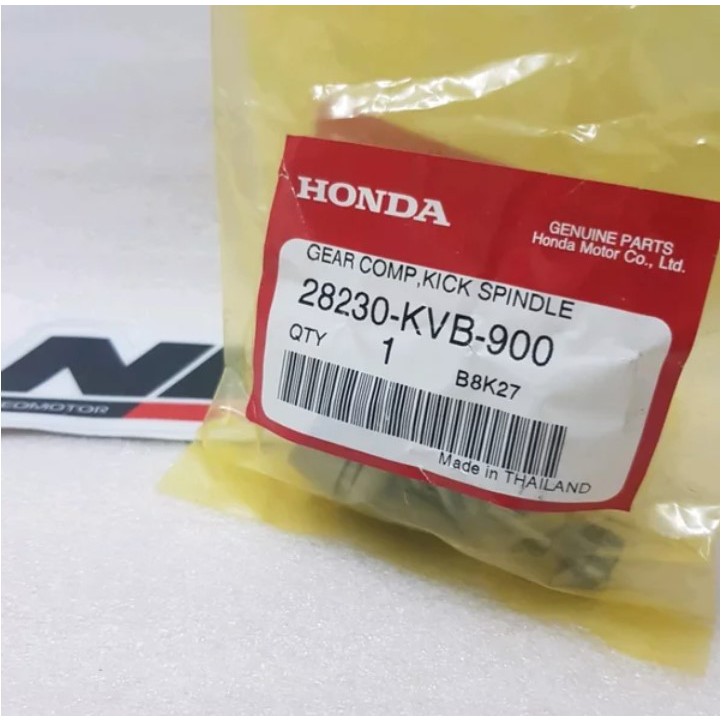 HONDA
GENUINE PARTS
Honda Motor Co., Ltd.
GEAR COMP,KICK SPINDLE
28230-KVB-900
QTY 1
B8K27
Made in THAILAND
EOMOTOR